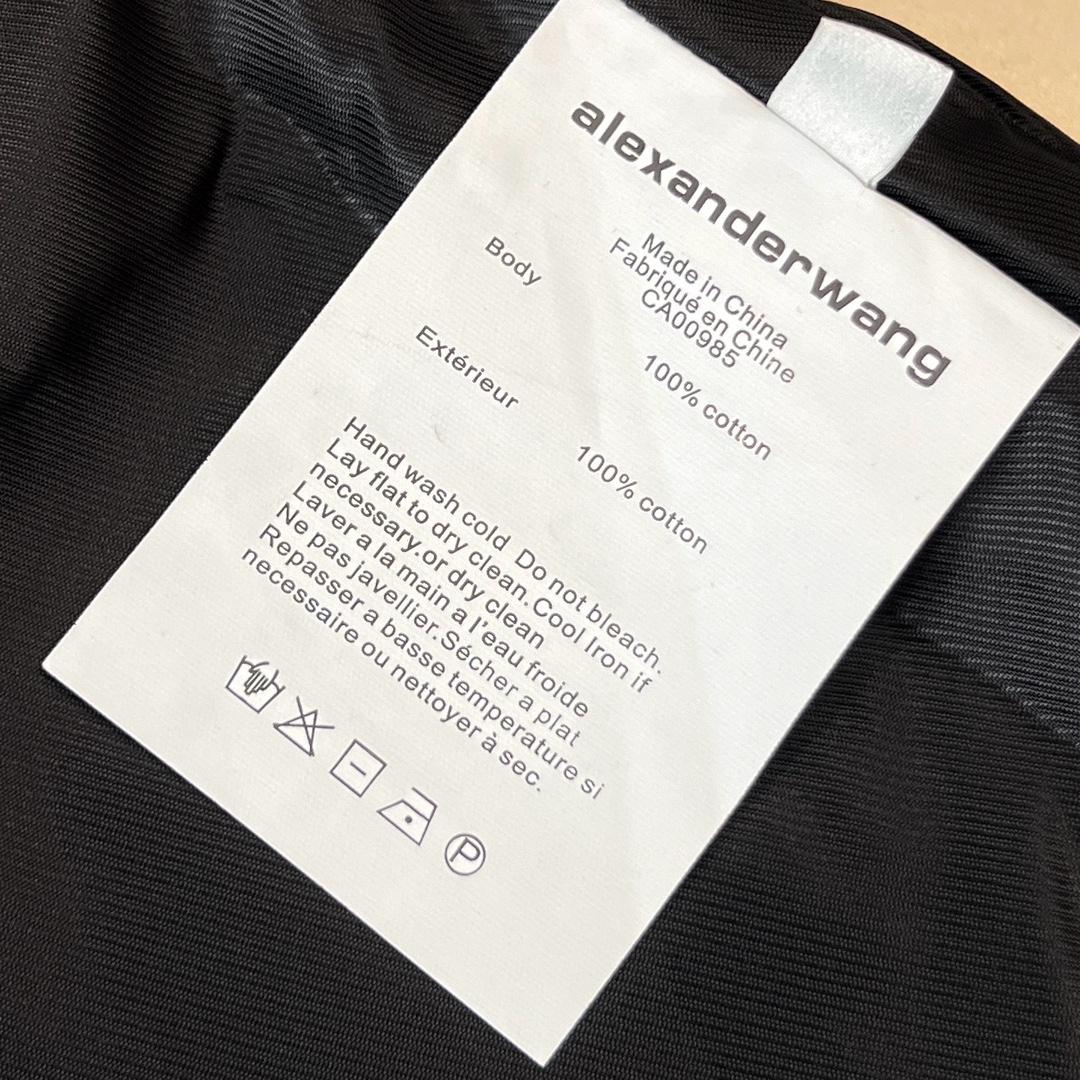 alexanderwang
Made in China
Fabriqué en Chine
CA00985
Body 100% cotton
Extérieur 100% cotton
Hand wash cold Do not bleach.
Lay flat to dry clean.Cool Iron if
necessary.or dry clean
Laver a la main a l'eau froide
Ne pas javellier.Sécher a plat
Repasser a basse temperature si
necessaire ou nettoyer à sec.
P